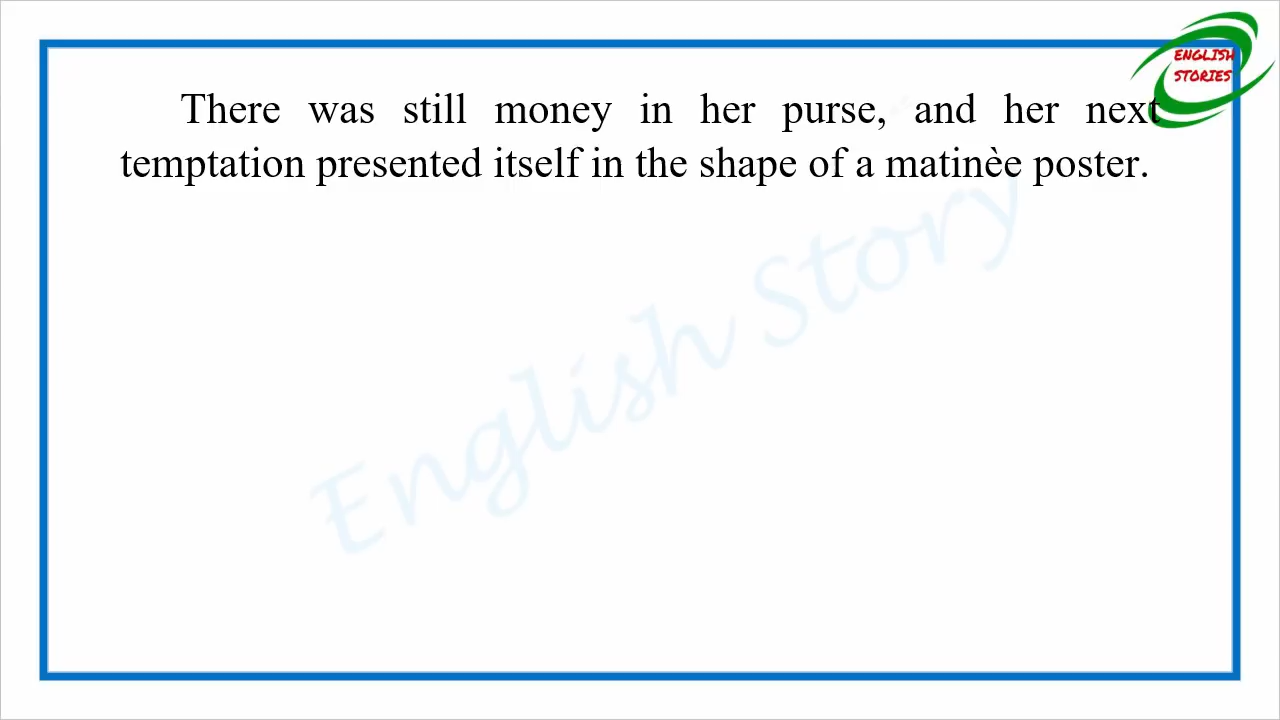 ENGLISH
STORIES
There was still money in her purse, and her next
temptation presented itself in the shape of a matinèe poster.
English Story